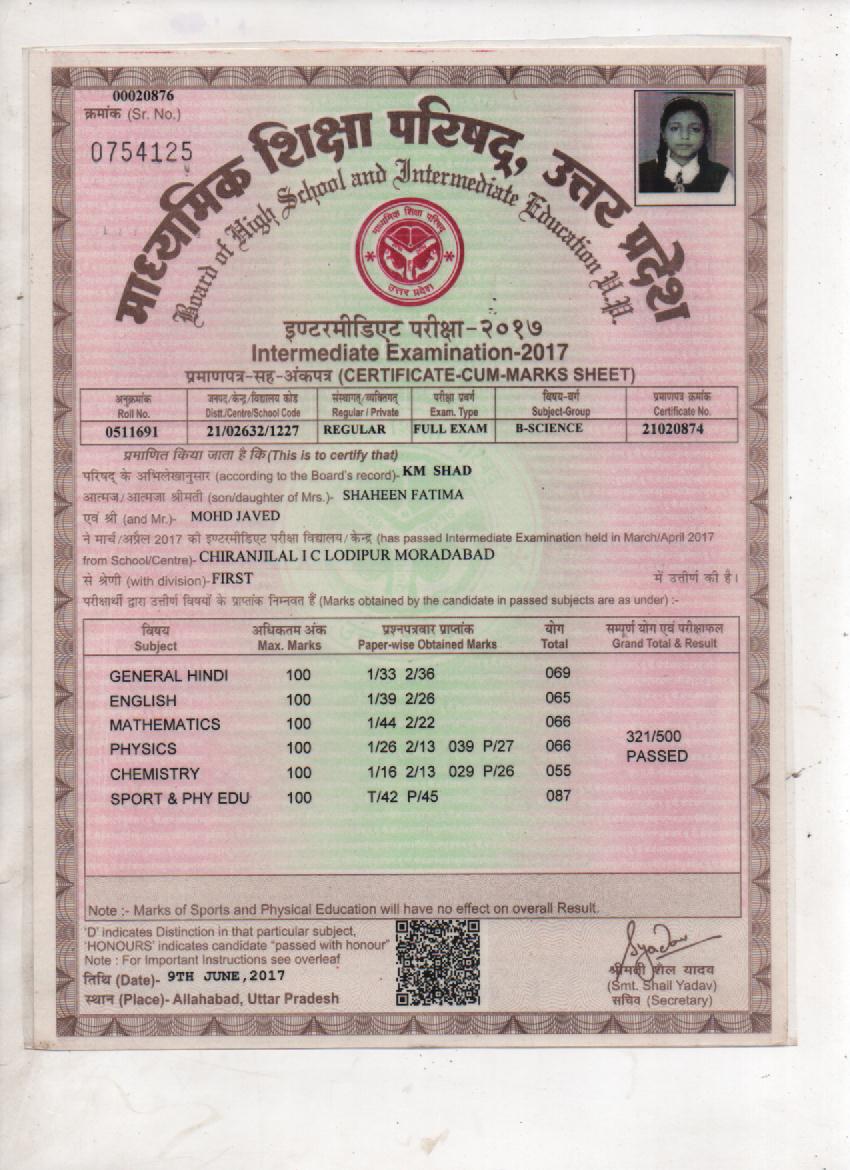 00020876
क्रमांक (Sr. No.)
0754125
माध्यमिक शिक्षा परिषद्, उत्तर प्रदेश
Board of High School and Intermediate Education U.P.
माध्यमिक शिक्षा परिषद
उत्तर प्रदेश
इण्टरमीडिएट परीक्षा-२०१७
Intermediate Examination-2017
प्रमाणपत्र-सह-अंकपत्र (CERTIFICATE-CUM-MARKS SHEET)
अनुक्रमांक जनपद/केन्द्र/विद्यालय कोड संस्थागत्/व्यक्तिगत् परीक्षा प्रवर्ग विषय-वर्ग प्रमाणपत्र क्रमांक
Roll No. Distt./Centre/School Code Regular / Private Exam. Type Subject-Group Certificate No.
0511691 21/02632/1227 REGULAR FULL EXAM B-SCIENCE 21020874
प्रमाणित किया जाता है कि (This is to certify that)
परिषद् के अभिलेखानुसार (according to the Board's record)- KM SHAD
आत्मज/आत्मजा श्रीमती (son/daughter of Mrs.)- SHAHEEN FATIMA
एवं श्री (and Mr.)- MOHD JAVED
ने मार्च/अप्रैल 2017 की इण्टरमीडिएट परीक्षा विद्यालय/केन्द्र (has passed Intermediate Examination held in March/April 2017
from School/Centre)- CHIRANJILAL I C LODIPUR MORADABAD
से श्रेणी (with division)- FIRST में उत्तीर्ण की है।
परीक्षार्थी द्वारा उत्तीर्ण विषयों के प्राप्तांक निम्नवत हैं (Marks obtained by the candidate in passed subjects are as under) :-
विषय अधिकतम अंक प्रश्नपत्रवार प्राप्तांक योग सम्पूर्ण योग एवं परीक्षाफल
Subject Max. Marks Paper-wise Obtained Marks Total Grand Total & Result
GENERAL HINDI 100 1/33 2/36 069
ENGLISH 100 1/39 2/26 065
MATHEMATICS 100 1/44 2/22 066
321/500
PHYSICS 100 1/26 2/13 039 P/27 066
PASSED
CHEMISTRY 100 1/16 2/13 029 P/26 055
SPORT & PHY EDU 100 T/42 P/45 087
Note :- Marks of Sports and Physical Education will have no effect on overall Result.
'D' indicates Distinction in that particular subject,
'HONOURS' indicates candidate "passed with honour"
Note : For Important Instructions see overleaf
तिथि (Date)- 9TH JUNE,2017
स्थान (Place)- Allahabad, Uttar Pradesh
Syadav
श्रीमती शैल यादव
(Smt. Shail Yadav)
सचिव (Secretary)